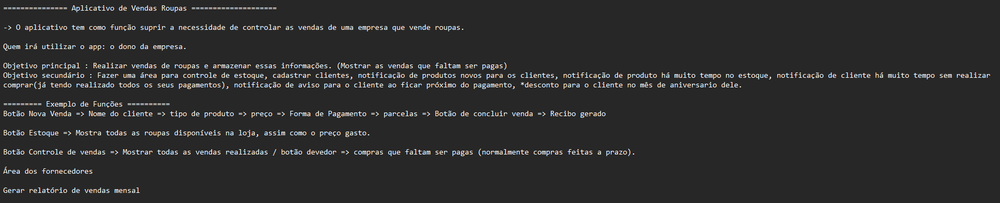 =============== Aplicativo de Vendas Roupas ====================
-> O aplicativo tem como função suprir a necessidade de controlar as vendas de uma empresa que vende roupas.
Quem irá utilizar o app: o dono da empresa.
Objetivo principal : Realizar vendas de roupas e armazenar essas informações. (Mostrar as vendas que faltam ser pagas)
Objetivo secundário : Fazer uma área para controle de estoque, cadastrar clientes, notificação de produtos novos para os clientes, notificação de produto há muito tempo no estoque, notificação de cliente há muito tempo sem realizar
comprar(já tendo realizado todos os seus pagamentos), notificação de aviso para o cliente ao ficar próximo do pagamento, *desconto para o cliente no mês de aniversario dele.
========= Exemplo de Funções ==========
Botão Nova Venda => Nome do cliente => tipo de produto => preço => Forma de Pagamento => parcelas => Botão de concluir venda => Recibo gerado
Botão Estoque => Mostra todas as roupas disponíveis na loja, assim como o preço gasto.
Botão Controle de vendas => Mostrar todas as vendas realizadas / botão devedor => compras que faltam ser pagas (normalmente compras feitas a prazo).
Área dos fornecedores
Gerar relatório de vendas mensal